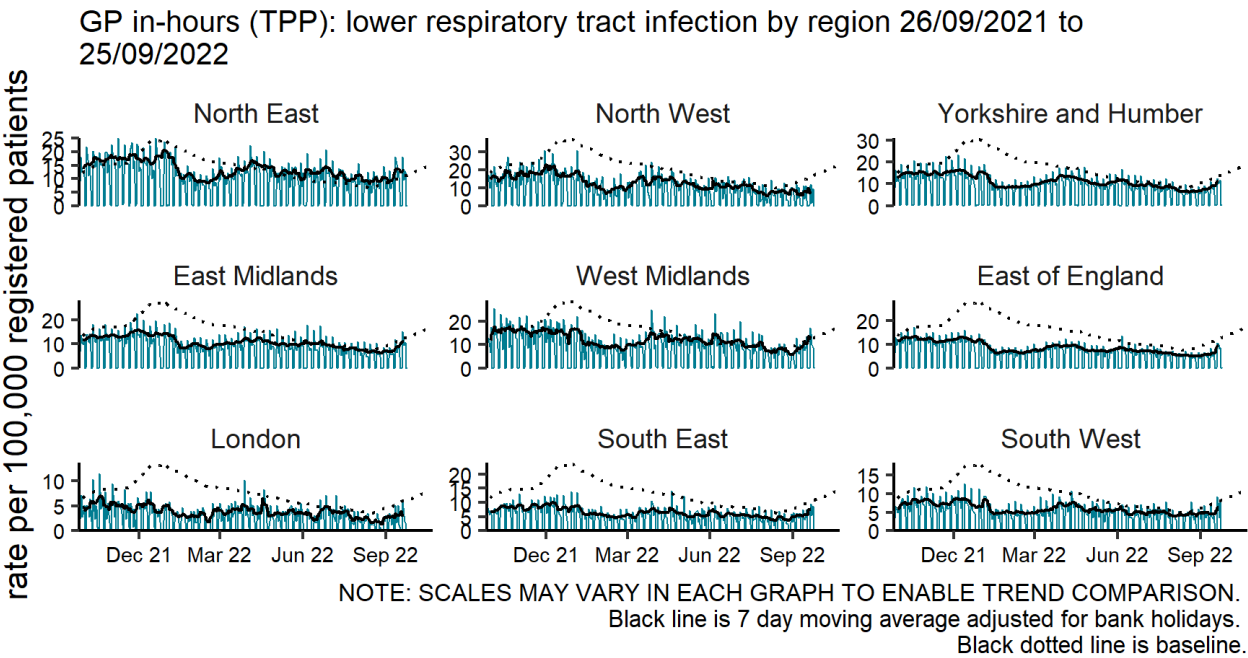 GP in-hours (TPP): lower respiratory tract infection by region 26/09/2021 to
25/09/2022
rate per 100,000 registered patients
North East
25
20
15
10
5
0
North West
30
20
10
0
Yorkshire and Humber
30
20
10
0
East Midlands
20
10
0
West Midlands
20
10
0
East of England
20
10
0
London
10
5
0
Dec 21 Mar 22 Jun 22 Sep 22
South East
20
15
10
5
0
Dec 21 Mar 22 Jun 22 Sep 22
South West
15
10
5
0
Dec 21 Mar 22 Jun 22 Sep 22
NOTE: SCALES MAY VARY IN EACH GRAPH TO ENABLE TREND COMPARISON.
Black line is 7 day moving average adjusted for bank holidays.
Black dotted line is baseline.